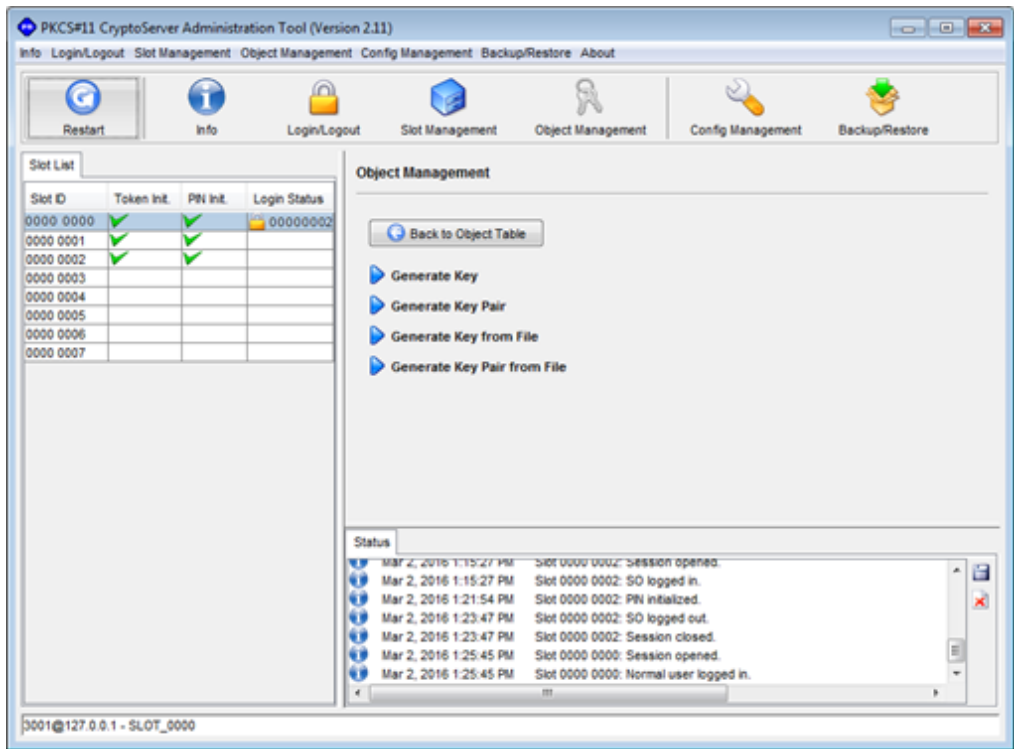 PKCS#11 CryptoServer Administration Tool (Version 2.11)
Info Login/Logout Slot Management Object Management Config Management Backup/Restore About
Restart Info Login/Logout Slot Management Object Management Config Management Backup/Restore
Slot List
Slot ID Token Init. PIN Init. Login Status
0000 0000 00000002
0000 0001
0000 0002
0000 0003
0000 0004
0000 0005
0000 0006
0000 0007
Object Management
Back to Object Table
Generate Key
Generate Key Pair
Generate Key from File
Generate Key Pair from File
Status
Mar 2, 2016 1:15:27 PM Slot 0000 0002: Session opened.
Mar 2, 2016 1:15:27 PM Slot 0000 0002: SO logged in.
Mar 2, 2016 1:21:54 PM Slot 0000 0002: PIN initialized.
Mar 2, 2016 1:23:47 PM Slot 0000 0002: SO logged out.
Mar 2, 2016 1:23:47 PM Slot 0000 0002: Session closed.
Mar 2, 2016 1:25:45 PM Slot 0000 0000: Session opened.
Mar 2, 2016 1:25:45 PM Slot 0000 0000: Normal user logged in.
3001@127.0.0.1 - SLOT_0000